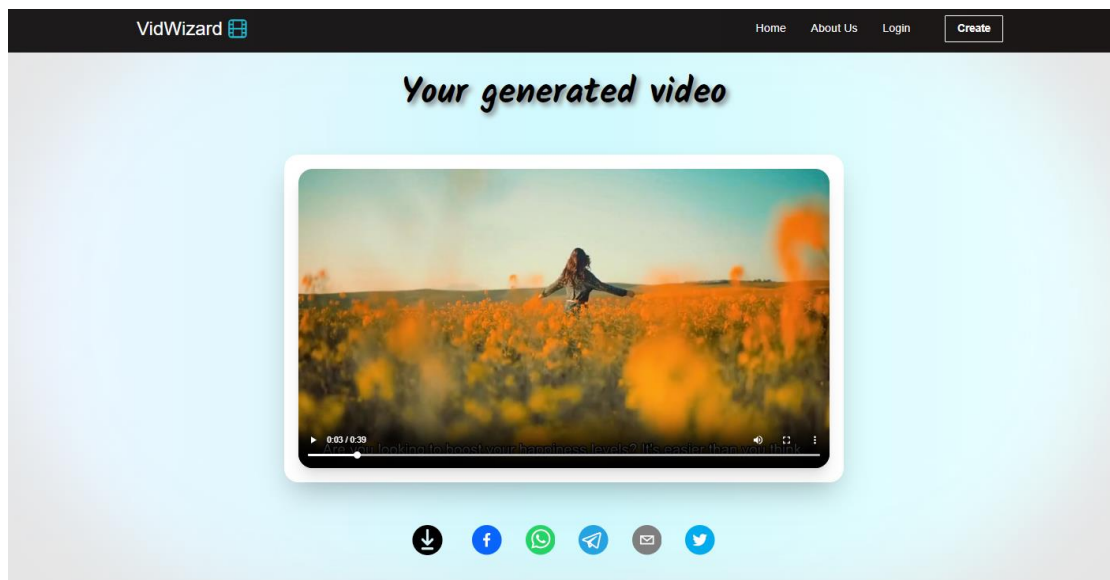 VidWizard
Home About Us Login Create
Your generated video
0:03 / 0:39
Are you looking to boost your happiness levels? It's easier than you think